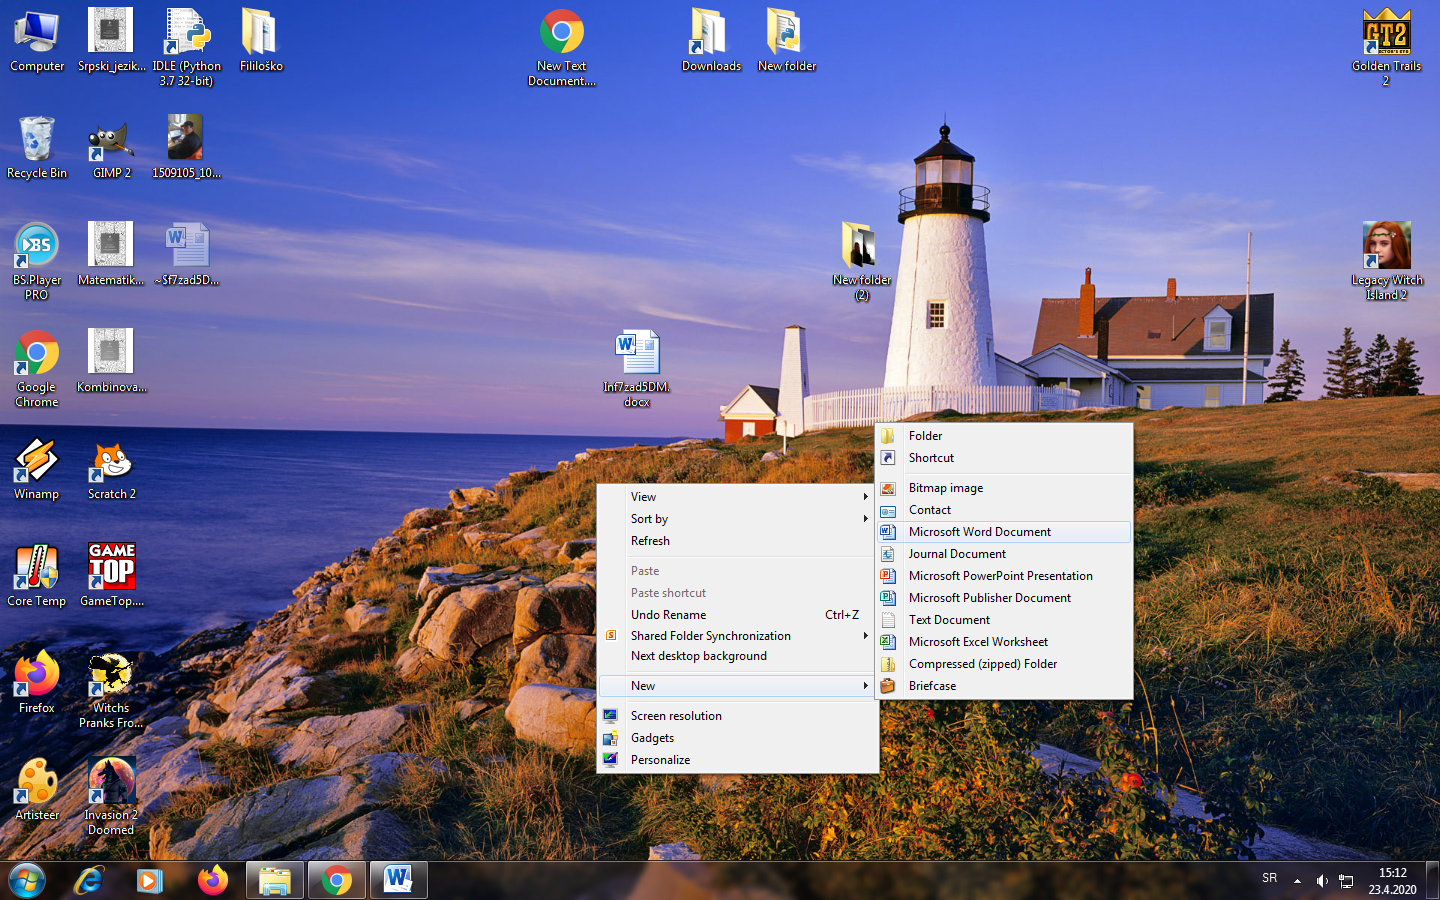 Computer
Srpski_jezik...
IDLE (Python
3.7 32-bit)
Fililoško
New Text
Document....
Downloads
New folder
GT2
Golden Trails
2
Recycle Bin
GIMP 2
1509105_10...
BS
BS.Player
PRO
Matematik...
~$f7zad5D...
New folder
(2)
Legacy Witch
Island 2
Google
Chrome
Kombinova...
Inf7zad5DM.
docx
Winamp
Scratch 2
Core Temp
GAME
TOP
GameTop....
Firefox
Witchs
Pranks Fro...
Artisteer
Invasion 2
Doomed
View
Sort by
Refresh
Paste
Paste shortcut
Undo Rename Ctrl+Z
Shared Folder Synchronization
Next desktop background
New
Screen resolution
Gadgets
Personalize
Folder
Shortcut
Bitmap image
Contact
Microsoft Word Document
Journal Document
Microsoft PowerPoint Presentation
Microsoft Publisher Document
Text Document
Microsoft Excel Worksheet
Compressed (zipped) Folder
Briefcase
SR
15:12
23.4.2020